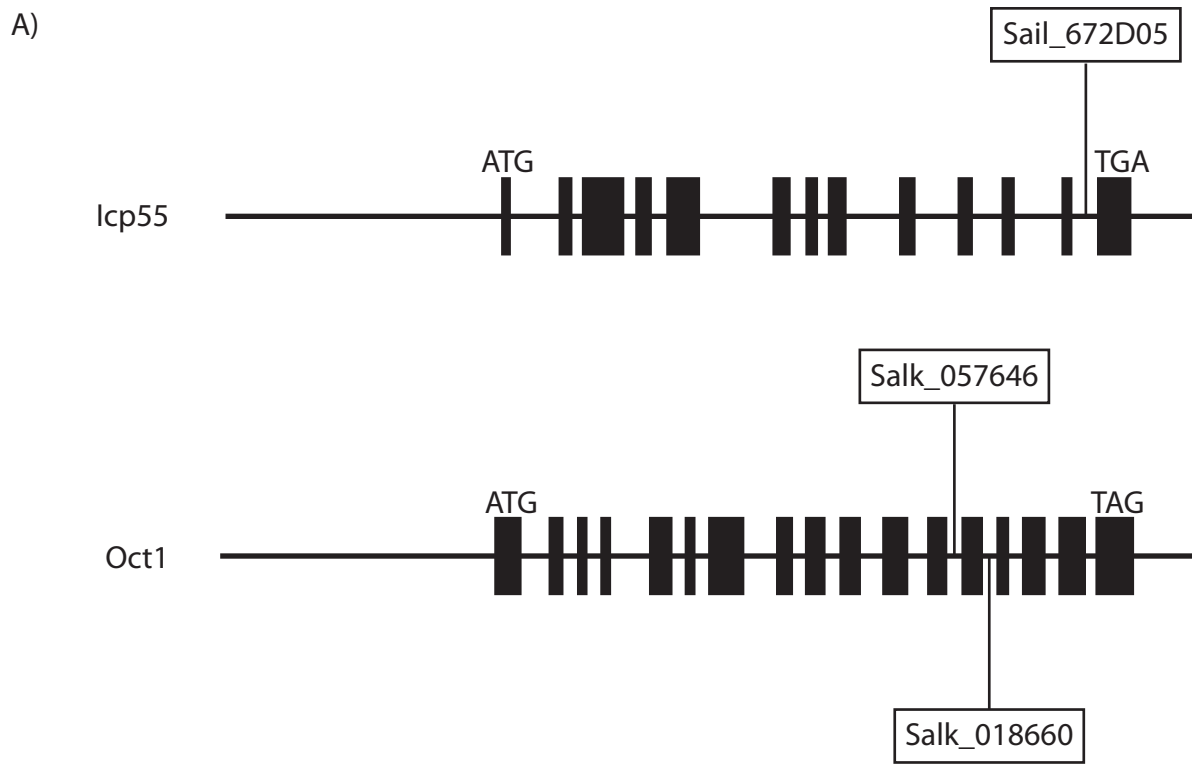 A)
Sail_672D05
ATG
TGA
Icp55
Salk_057646
ATG
TAG
Oct1
Salk_018660